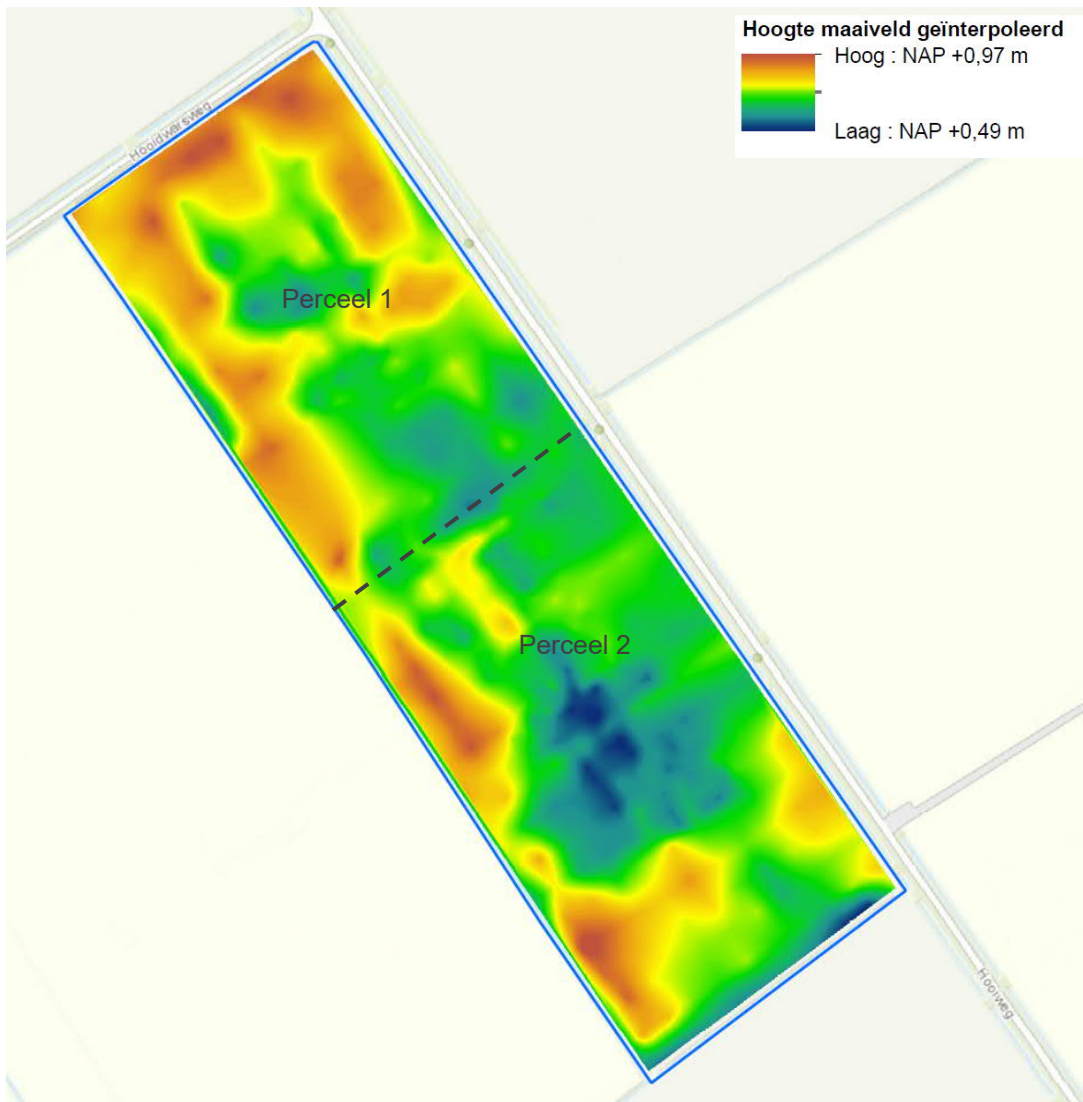 Hoogte maaiveld geïnterpoleerd
Hoog : NAP +0,97 m
Laag : NAP +0,49 m
Hooidwarsweg
Perceel 1
Perceel 2
Hooiweg